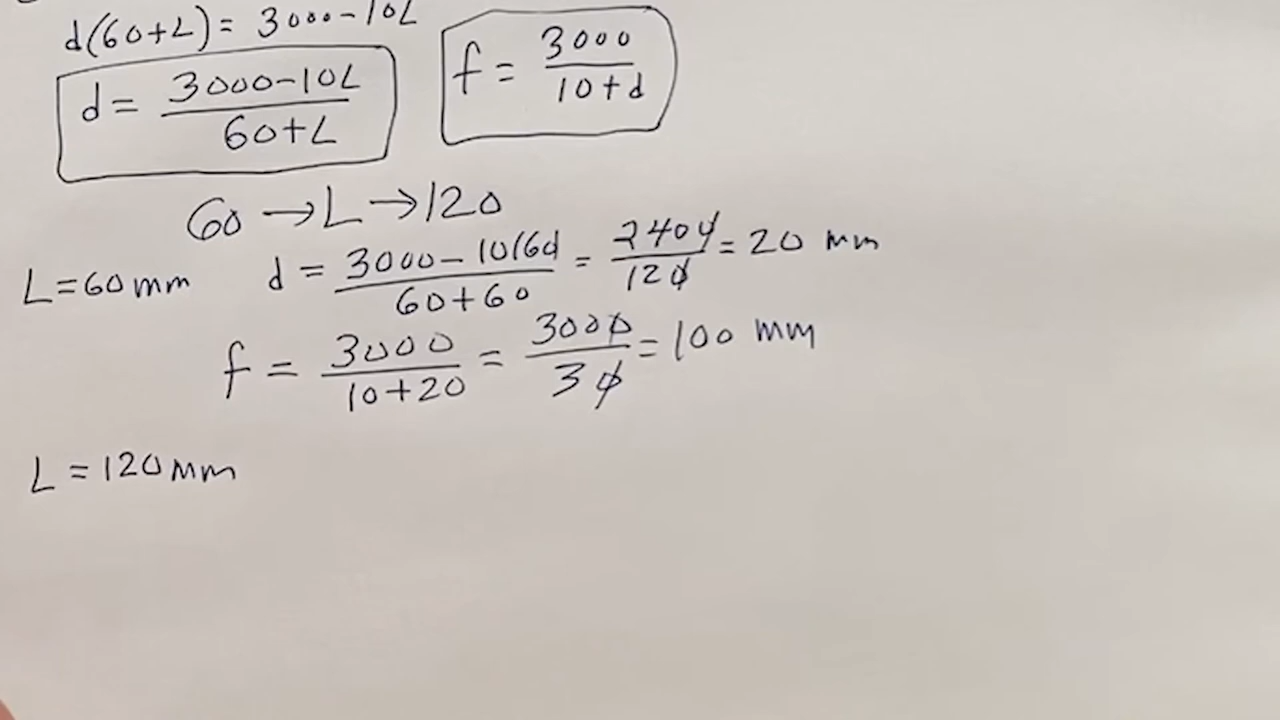 d(60+L) = 3000-10L
d = 3000-10L / 60+L
f = 3000 / 10+d
60 → L → 120
L = 60 mm d = 3000-10(60) / 60+60 = 2400 / 120 = 20 mm
f = 3000 / 10+20 = 3000 / 30 = 100 mm
L = 120 mm